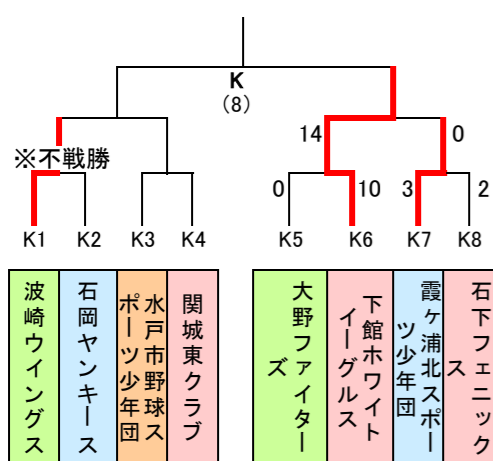 K
(8)
14
0
※不戦勝
0
10
3
2
K1
K2
K3
K4
K5
K6
K7
K8
波崎ウイングス
石岡ヤンキース
水戸市野球ス
ポーツ少年団
関城東クラブ
大野ファイター
ズ
下館ホワイト
イーグルス
霞ヶ浦北スポー
ツ少年団
石下フェニック
ス